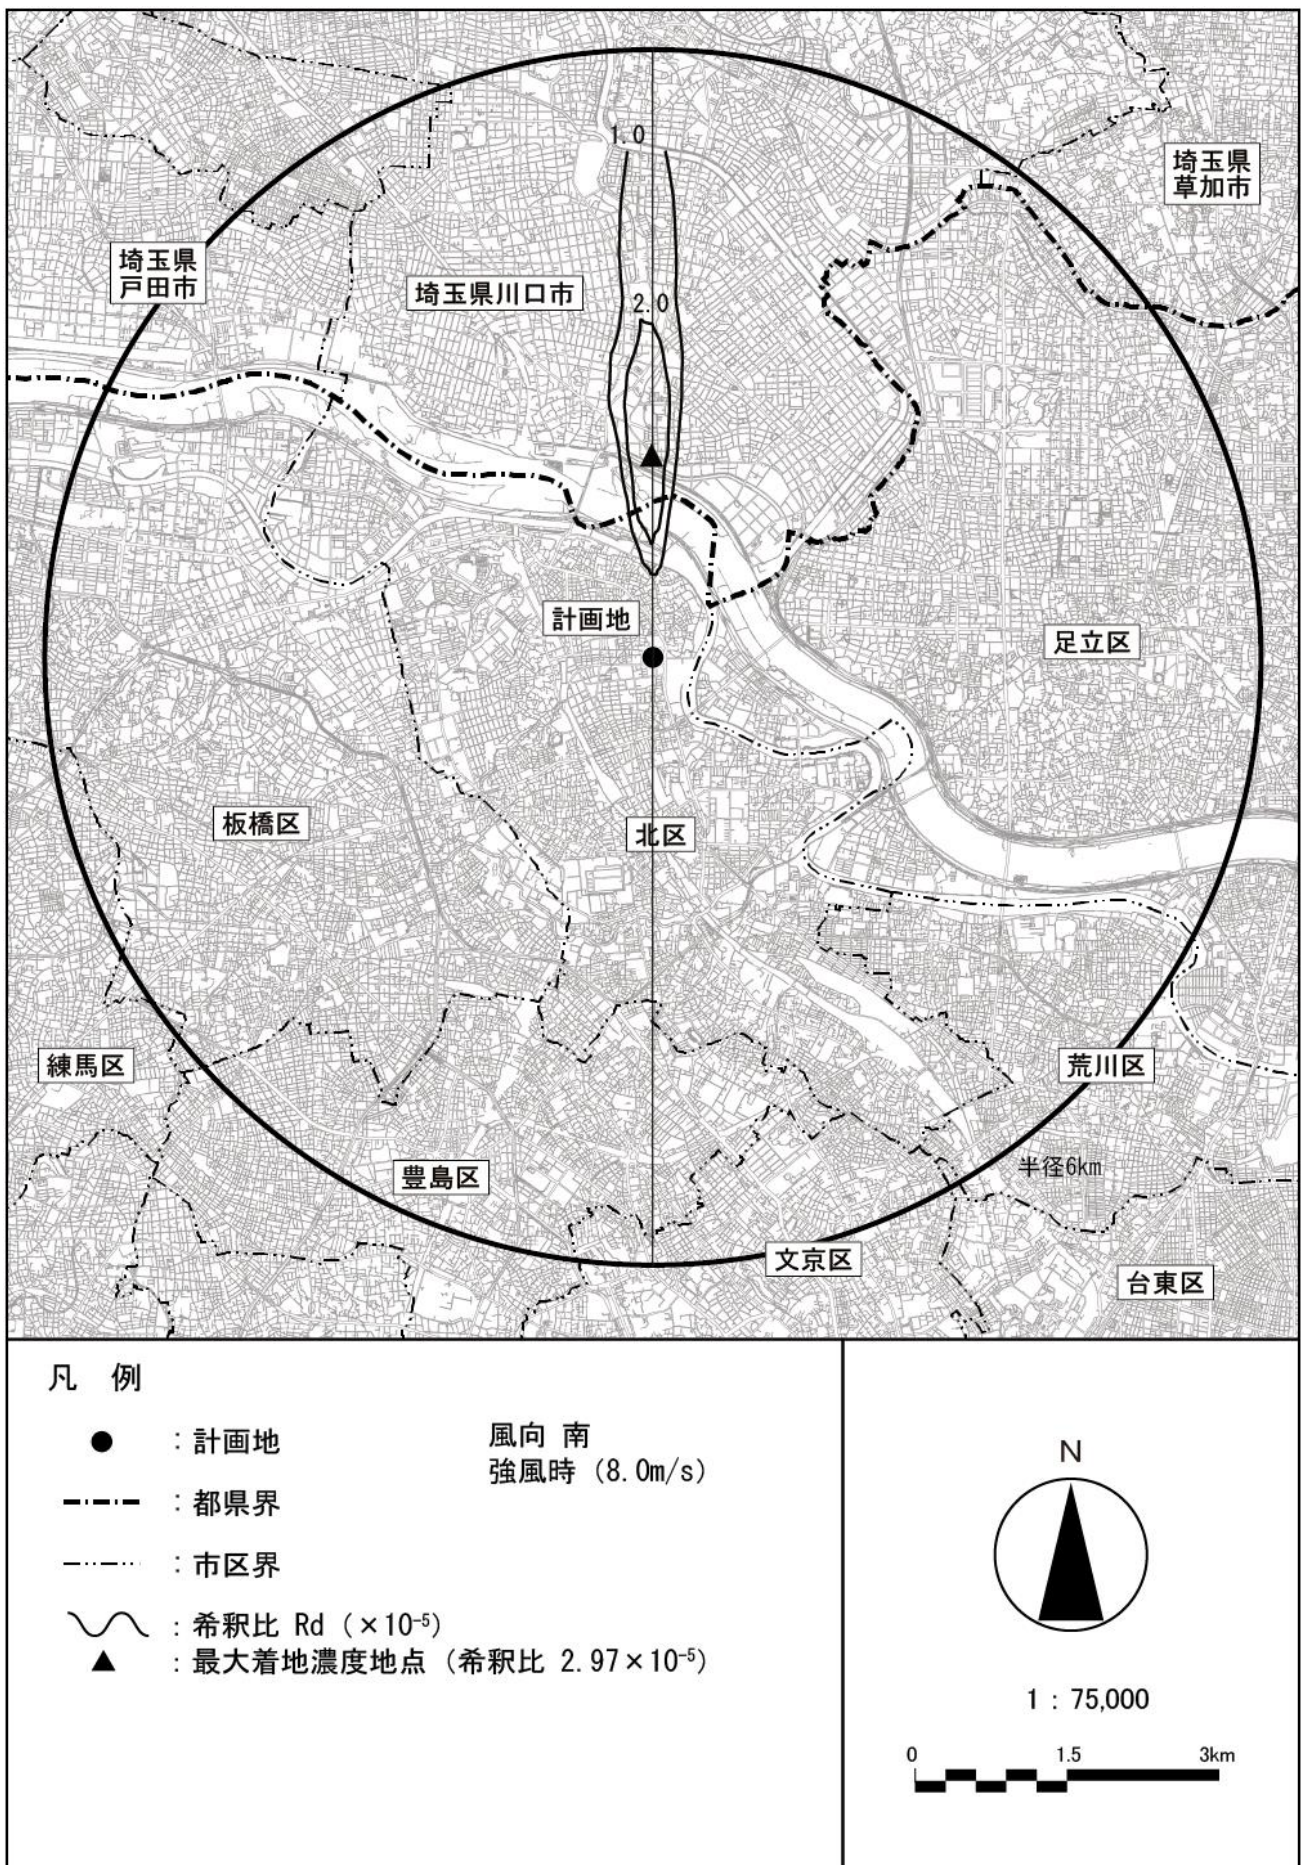 1.0
埼玉県
草加市
埼玉県
戸田市
埼玉県川口市
2.0
計画地
足立区
板橋区
北区
練馬区
荒川区
半径6km
豊島区
文京区
台東区
凡 例
● : 計画地
: 都県界
: 市区界
: 希釈比 Rd (×10⁻⁵)
▲ : 最大着地濃度地点 (希釈比 2.97×10⁻⁵)
風向 南
強風時 (8.0m/s)
N
1 : 75,000
0 1.5 3km